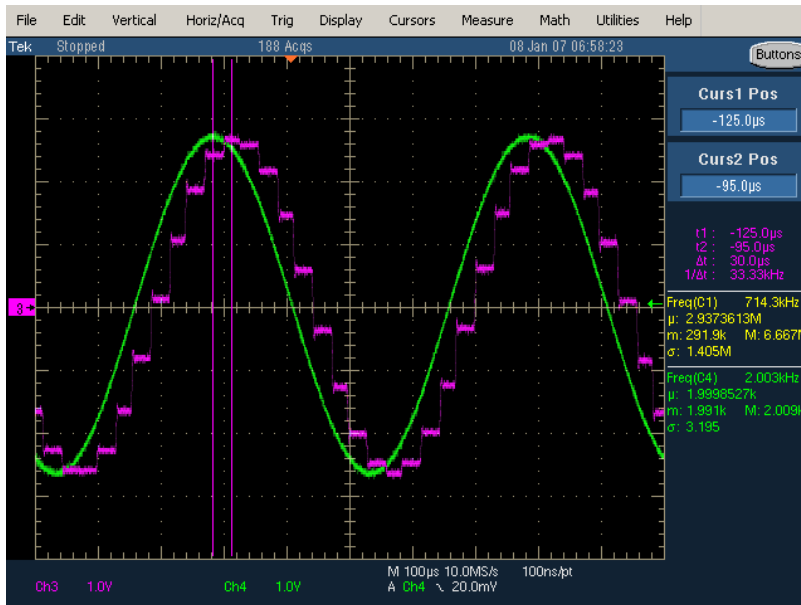 File Edit Vertical Horiz/Acq Trig Display Cursors Measure Math Utilities Help
Tek Stopped 188 Acqs 08 Jan 07 06:58:23
Buttons
Curs1 Pos
-125.0µs
Curs2 Pos
-95.0µs
t1 : -125.0µs
t2 : -95.0µs
Δt : 30.0µs
1/Δt : 33.33kHz
3
Freq(C1) 714.3kHz
µ: 2.9373613M
m: 291.9k M: 6.667M
σ: 1.405M
Freq(C4) 2.003kHz
µ: 1.9998527k
m: 1.991k M: 2.009k
σ: 3.195
M 100µs 10.0MS/s 100ns/pt
Ch3 1.0V Ch4 1.0V A Ch4 \ 20.0mV